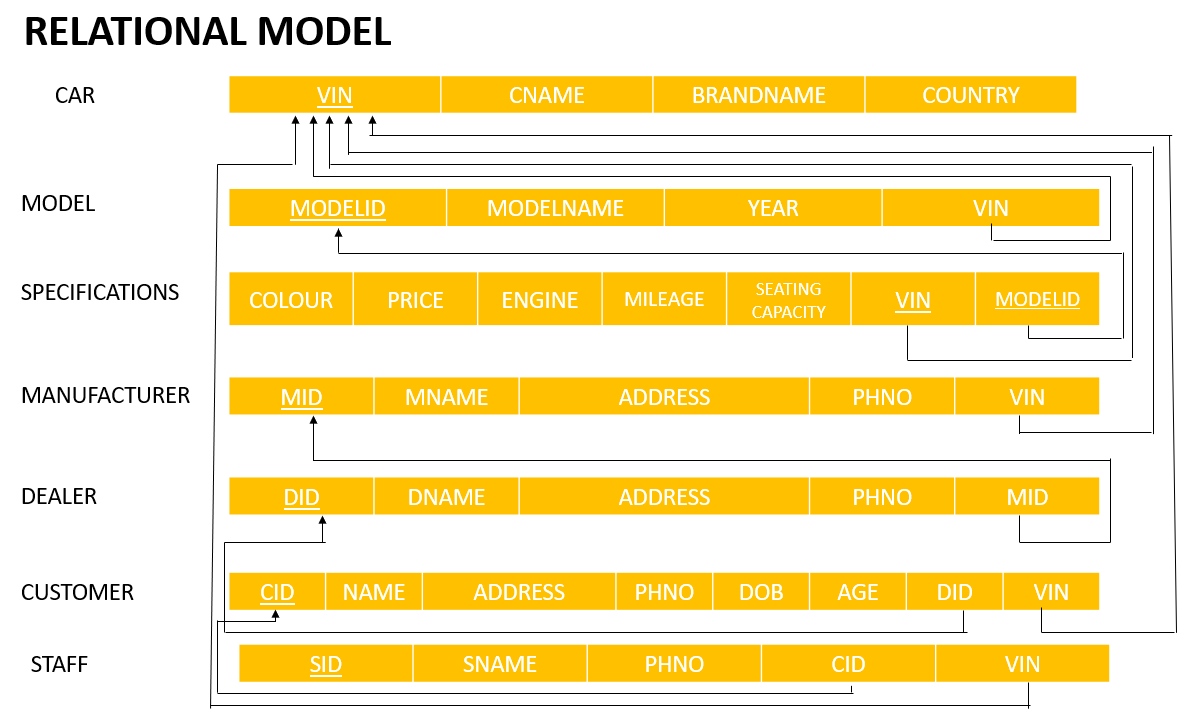 RELATIONAL MODEL
CAR VIN CNAME BRANDNAME COUNTRY
MODEL MODELID MODELNAME YEAR VIN
SPECIFICATIONS COLOUR PRICE ENGINE MILEAGE SEATING CAPACITY VIN MODELID
MANUFACTURER MID MNAME ADDRESS PHNO VIN
DEALER DID DNAME ADDRESS PHNO MID
CUSTOMER CID NAME ADDRESS PHNO DOB AGE DID VIN
STAFF SID SNAME PHNO CID VIN